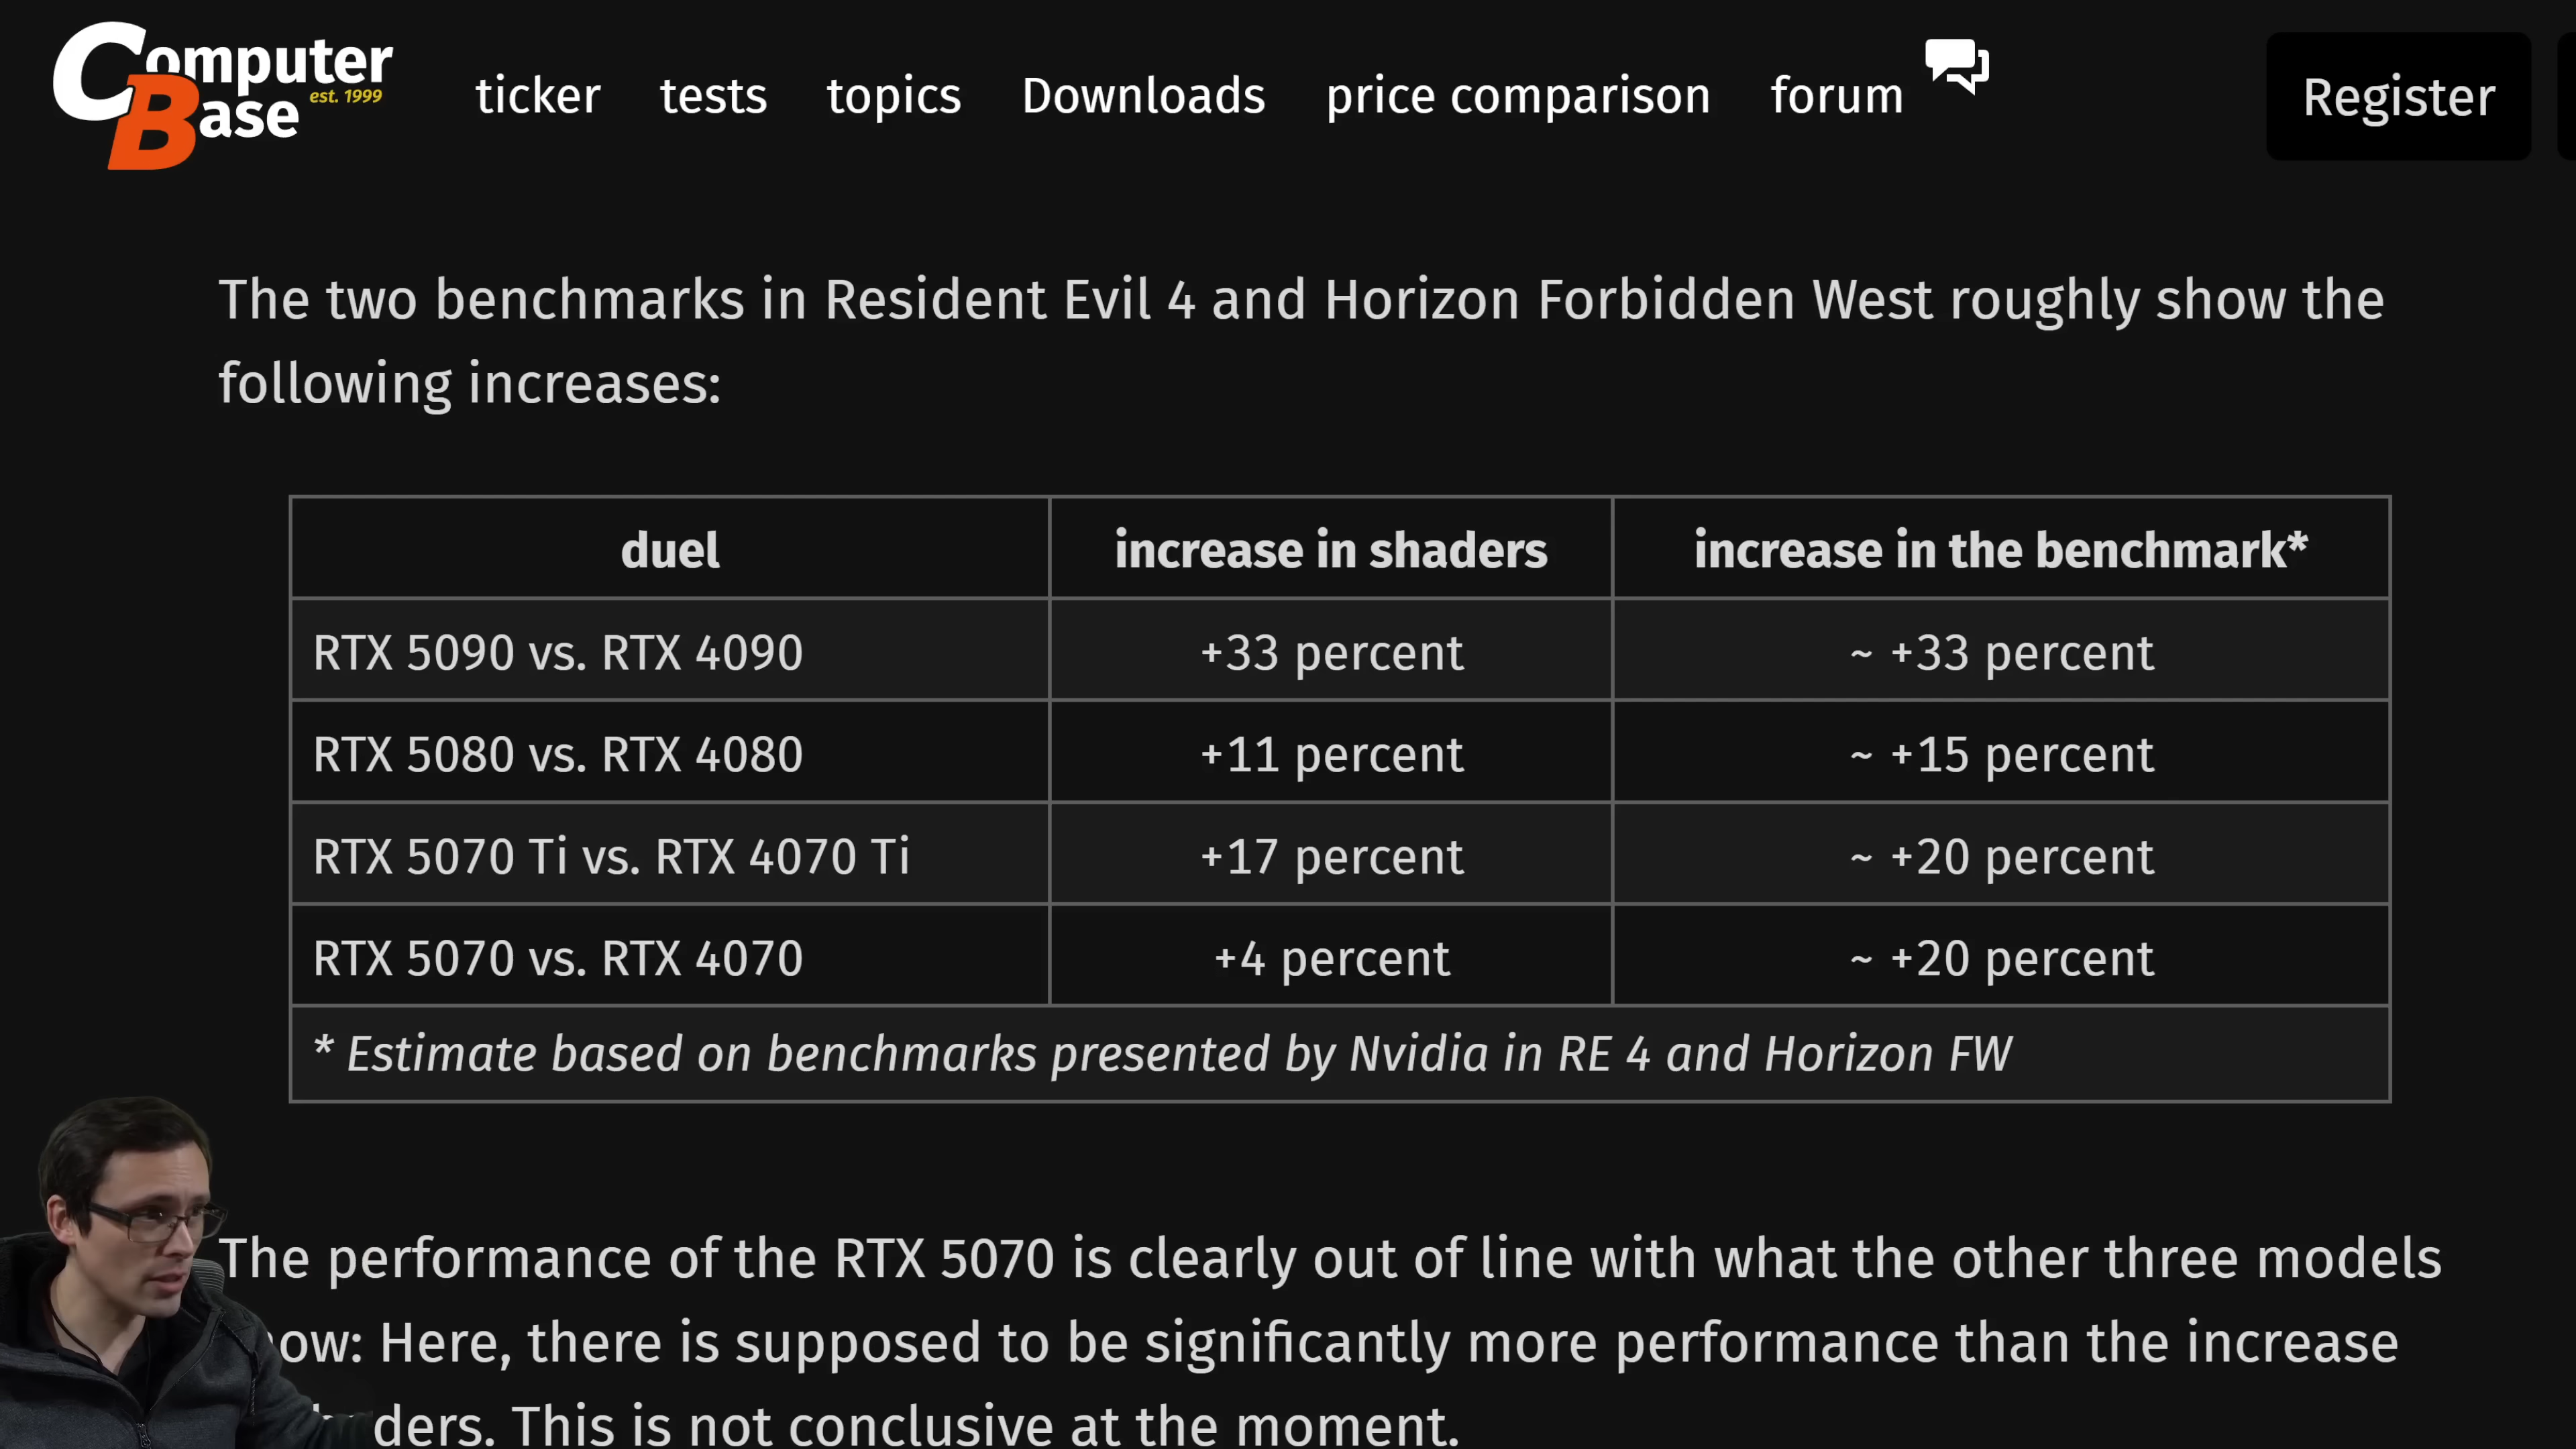 Computer Base est. 1999
ticker tests topics Downloads price comparison forum Register
The two benchmarks in Resident Evil 4 and Horizon Forbidden West roughly show the
following increases:
duel increase in shaders increase in the benchmark*
RTX 5090 vs. RTX 4090 +33 percent ~ +33 percent
RTX 5080 vs. RTX 4080 +11 percent ~ +15 percent
RTX 5070 Ti vs. RTX 4070 Ti +17 percent ~ +20 percent
RTX 5070 vs. RTX 4070 +4 percent ~ +20 percent
* Estimate based on benchmarks presented by Nvidia in RE 4 and Horizon FW
The performance of the RTX 5070 is clearly out of line with what the other three models
Here, there is supposed to be significantly more performance than the increase
This is not conclusive at the moment.